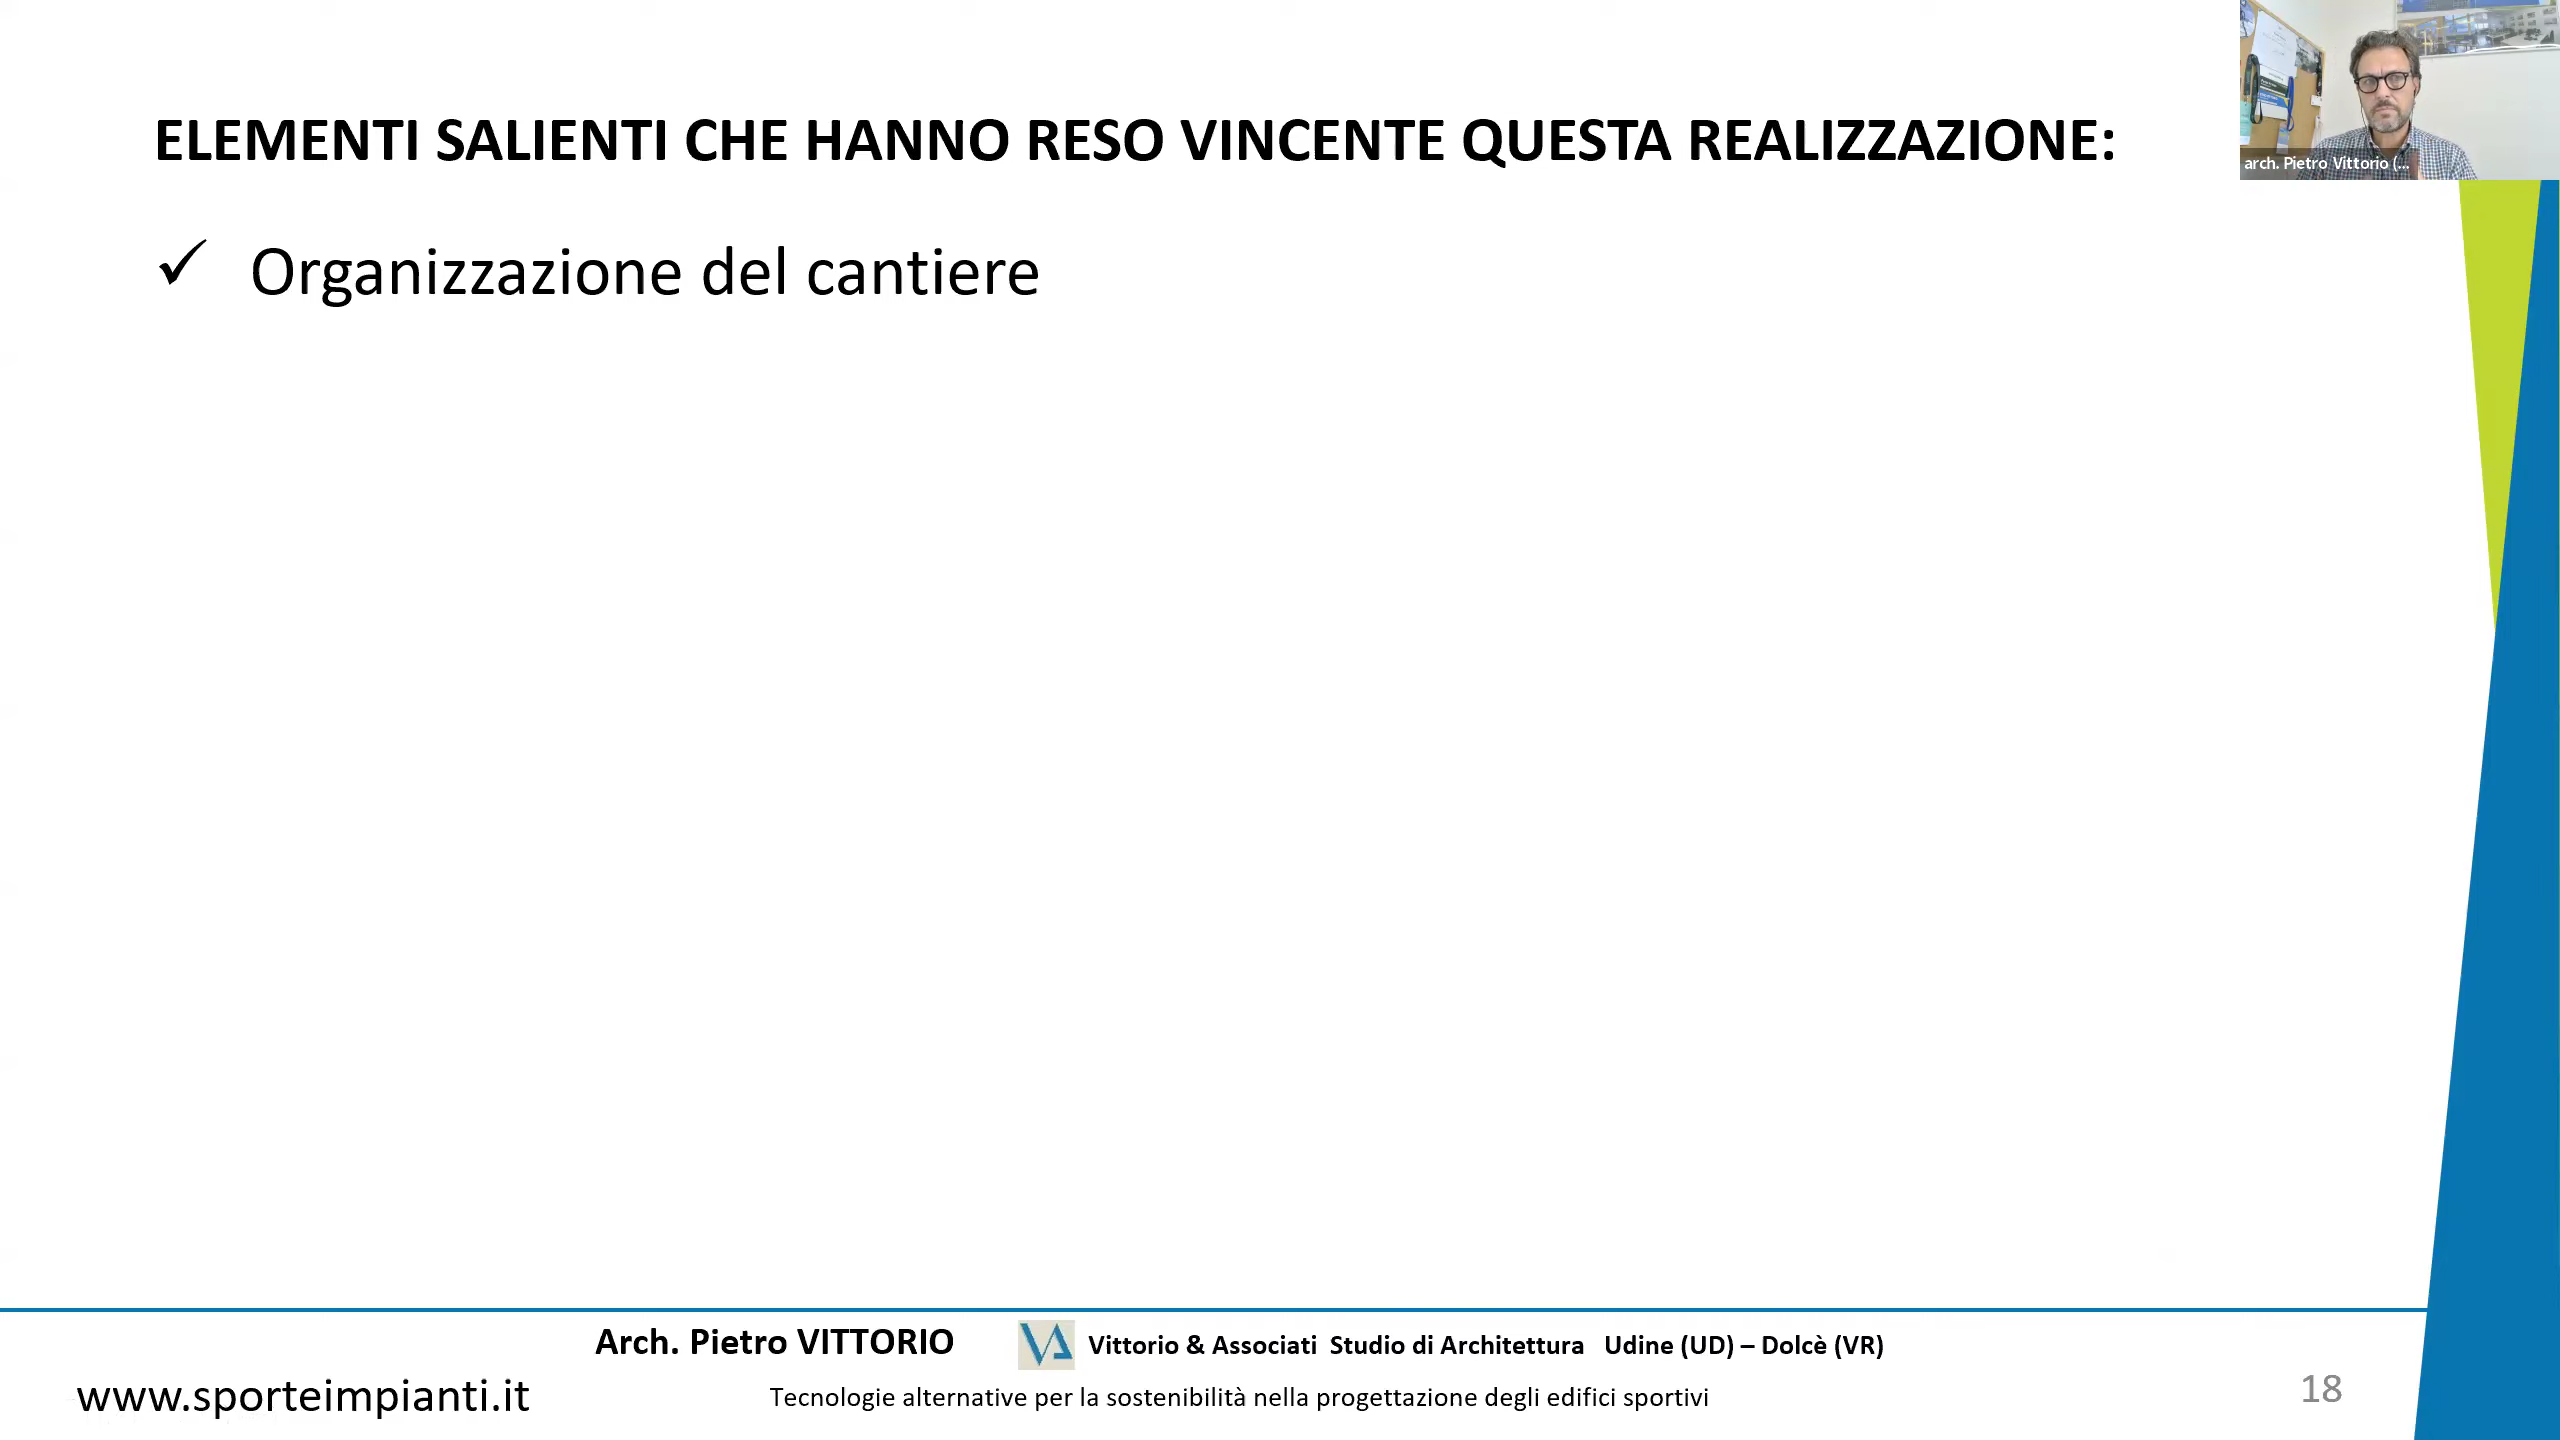 ELEMENTI SALIENTI CHE HANNO RESO VINCENTE QUESTA REALIZZAZIONE:
arch. Pietro Vittorio (...
✓ Organizzazione del cantiere
Arch. Pietro VITTORIO
VA
Vittorio & Associati Studio di Architettura Udine (UD) – Dolcè (VR)
www.sporteimpianti.it
Tecnologie alternative per la sostenibilità nella progettazione degli edifici sportivi
18